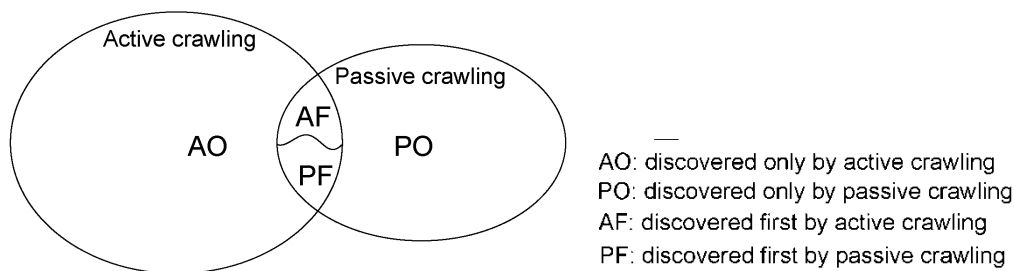 Active crawling
Passive crawling
AF
AO
PO
PF
AO: discovered only by active crawling
PO: discovered only by passive crawling
AF: discovered first by active crawling
PF: discovered first by passive crawling